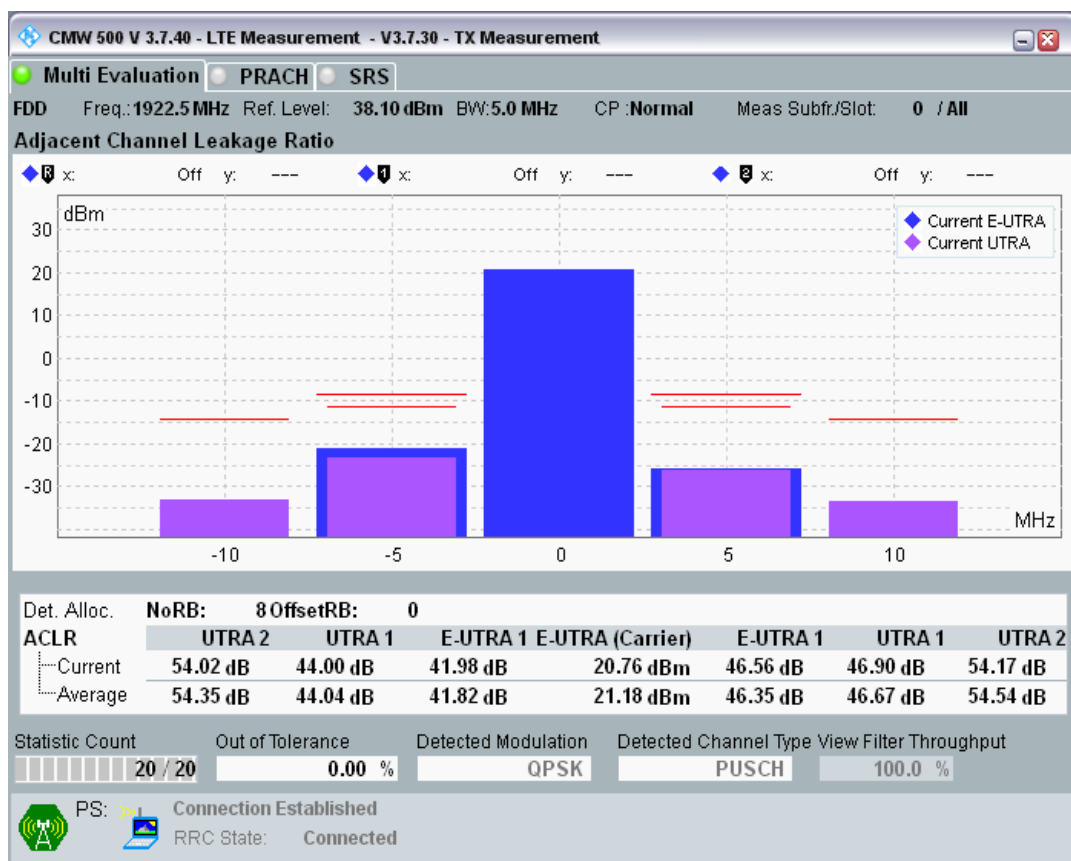 CMW 500 V 3.7.40 - LTE Measurement - V3.7.30 - TX Measurement
Multi Evaluation PRACH SRS
FDD Freq.: 1922.5 MHz Ref. Level: 38.10 dBm BW: 5.0 MHz CP : Normal Meas Subfr./Slot: 0 / All
Adjacent Channel Leakage Ratio
R x: Off y: --- 1 x: Off y: --- 2 x: Off y: ---
dBm
Current E-UTRA
Current UTRA
30
20
10
0
-10
-20
-30
MHz
-10 -5 0 5 10
Det. Alloc. NoRB: 8 OffsetRB: 0
ACLR UTRA 2 UTRA 1 E-UTRA 1 E-UTRA (Carrier) E-UTRA 1 UTRA 1 UTRA 2
Current 54.02 dB 44.00 dB 41.98 dB 20.76 dBm 46.56 dB 46.90 dB 54.17 dB
Average 54.35 dB 44.04 dB 41.82 dB 21.18 dBm 46.35 dB 46.67 dB 54.54 dB
Statistic Count Out of Tolerance Detected Modulation Detected Channel Type View Filter Throughput
20 / 20 0.00 % QPSK PUSCH 100.0 %
PS: Connection Established
RRC State: Connected